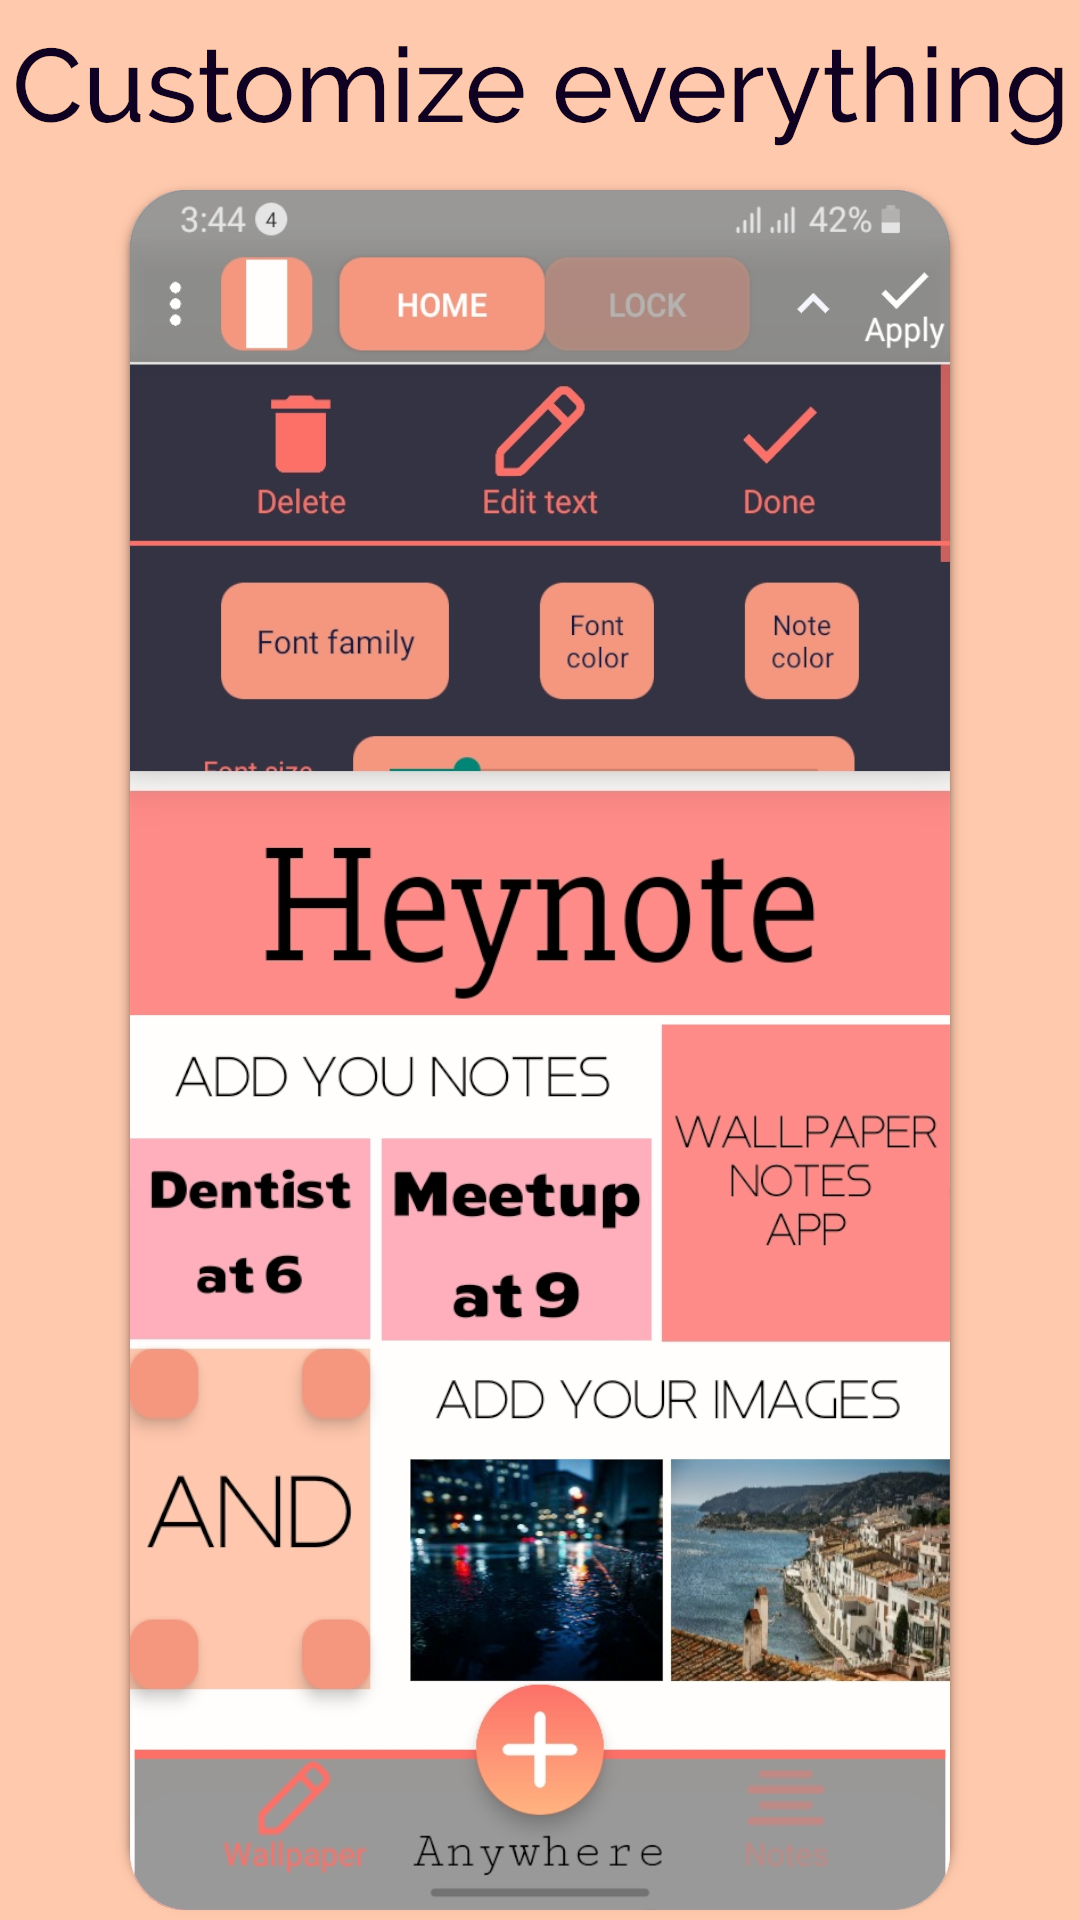 Customize everything
3:44 4 42%
HOME LOCK
Apply
Delete Edit text Done
Font family Font color Note color
Font size
Heynote
ADD YOU NOTES
WALLPAPER
NOTES
APP
Dentist
at 6
Meetup
at 9
AND
ADD YOUR IMAGES
Wallpaper Anywhere Notes